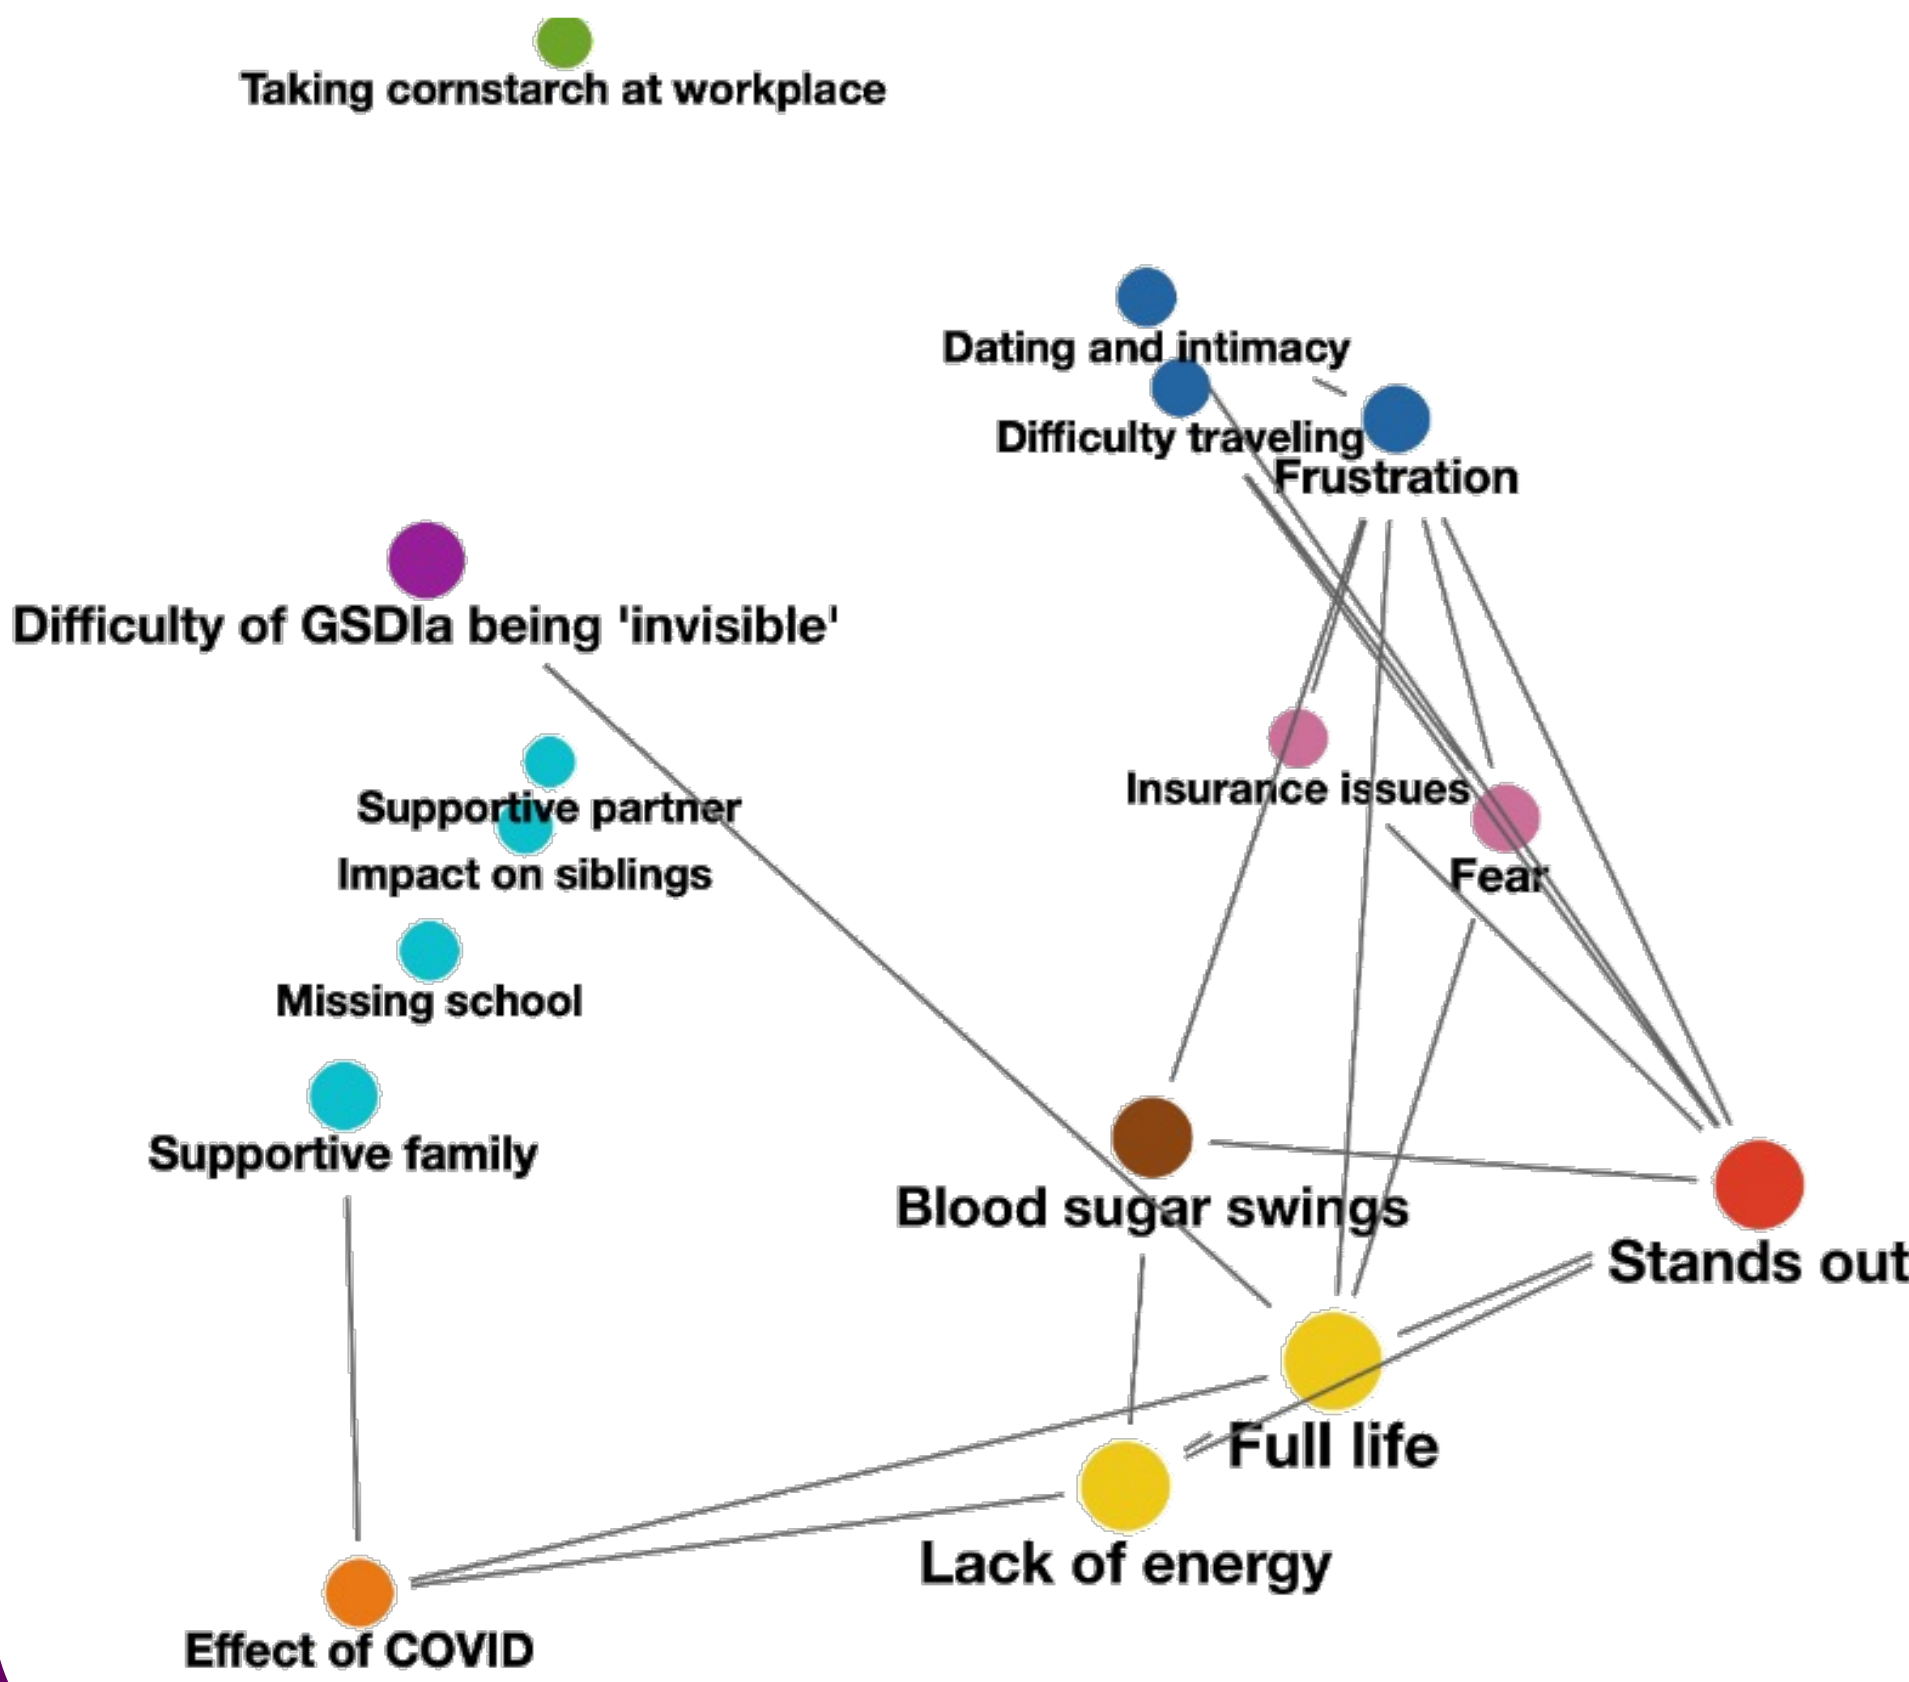 Taking cornstarch at workplace
Dating and intimacy
Difficulty traveling
Frustration
Difficulty of GSDIa being 'invisible'
Supportive partner
Insurance issues
Impact on siblings
Fear
Missing school
Supportive family
Blood sugar swings
Stands out
Full life
Lack of energy
Effect of COVID